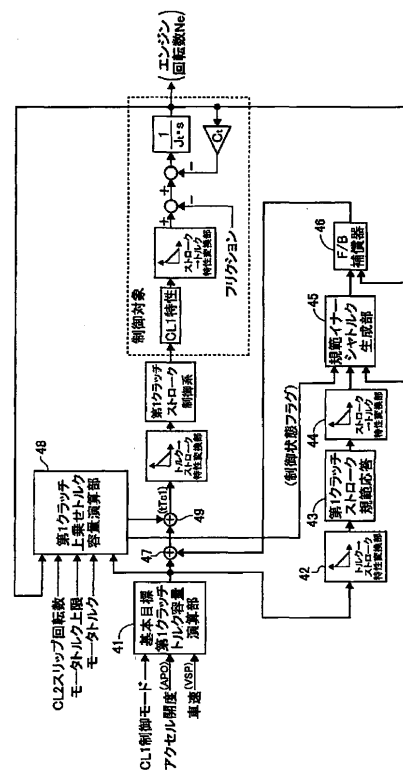 CL1制御モード
アクセル開度(APO)
車速(VSP)
41
基本目標
第1クラッチ
トルク容量
演算部
CL2スリップ回転数
モータトルク上限
モータトルク
48
第1クラッチ
上乗せトルク
容量演算部
47
49
(tTc1)
トルク→
ストローク
特性変換部
第1クラッチ
ストローク
制御系
制御対象
CL1特性
ストローク
→トルク
特性変換部
フリクション
+
−
+
−
1
Jt*s
Ct
(エンジン
回転数Ne)
42
トルク→
ストローク
特性変換部
43
第1クラッチ
ストローク
規範応答
44
ストローク
→トルク
特性変換部
(制御状態フラグ)
45
規範イナー
シャトルク
生成部
46
F/B
補償器